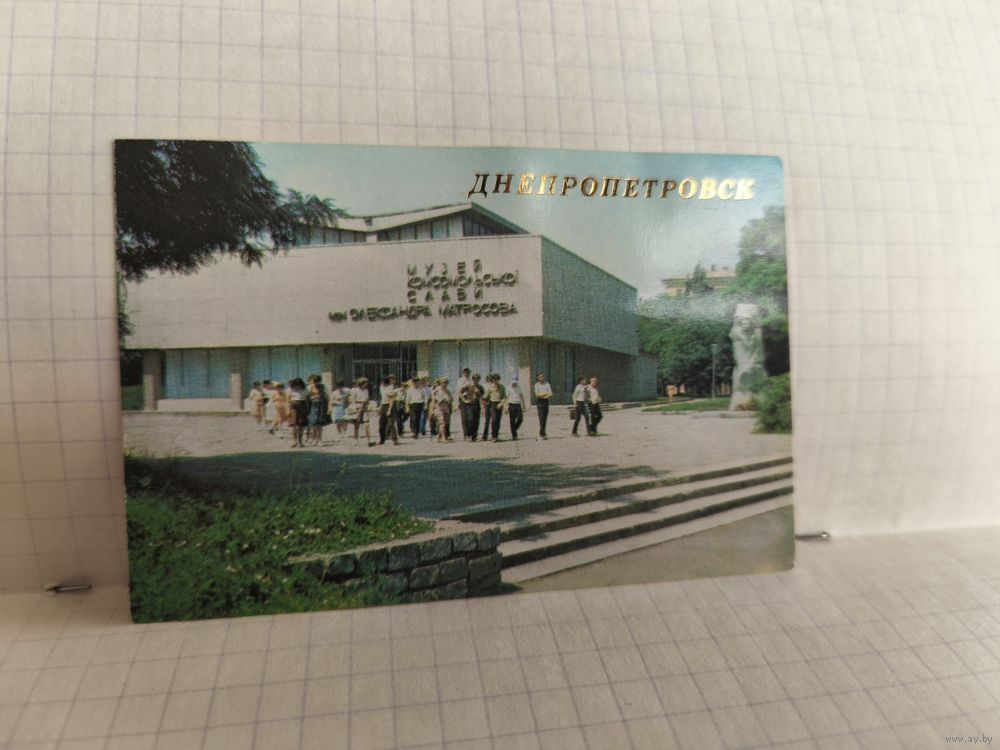 ДНЕПРОПЕТРОВСК
МУЗЕЙ
КОМСОМОЛЬСЬКОЇ
СЛАВИ
ІМ. ОЛЕКСАНДРА МАТРОСОВА
www.ay.by